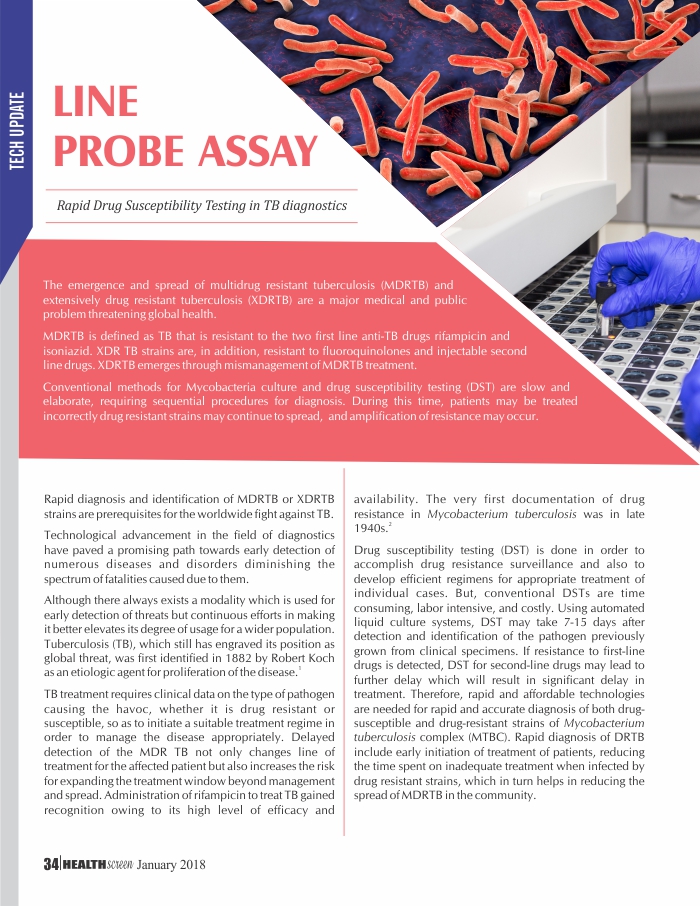 TECH UPDATE
LINE
PROBE ASSAY
Rapid Drug Susceptibility Testing in TB diagnostics
The emergence and spread of multidrug resistant tuberculosis (MDRTB) and
extensively drug resistant tuberculosis (XDRTB) are a major medical and public
problem threatening global health.
MDRTB is defined as TB that is resistant to the two first line anti-TB drugs rifampicin and
isoniazid. XDR TB strains are, in addition, resistant to fluoroquinolones and injectable second
line drugs. XDRTB emerges through mismanagement of MDRTB treatment.
Conventional methods for Mycobacteria culture and drug susceptibility testing (DST) are slow and
elaborate, requiring sequential procedures for diagnosis. During this time, patients may be treated
incorrectly drug resistant strains may continue to spread, and amplification of resistance may occur.
Rapid diagnosis and identification of MDRTB or XDRTB
strains are prerequisites for the worldwide fight against TB.
Technological advancement in the field of diagnostics
have paved a promising path towards early detection of
numerous diseases and disorders diminishing the
spectrum of fatalities caused due to them.
Although there always exists a modality which is used for
early detection of threats but continuous efforts in making
it better elevates its degree of usage for a wider population.
Tuberculosis (TB), which still has engraved its position as
global threat, was first identified in 1882 by Robert Koch
as an etiologic agent for proliferation of the disease.1
TB treatment requires clinical data on the type of pathogen
causing the havoc, whether it is drug resistant or
susceptible, so as to initiate a suitable treatment regime in
order to manage the disease appropriately. Delayed
detection of the MDR TB not only changes line of
treatment for the affected patient but also increases the risk
for expanding the treatment window beyond management
and spread. Administration of rifampicin to treat TB gained
recognition owing to its high level of efficacy and
availability. The very first documentation of drug
resistance in Mycobacterium tuberculosis was in late
1940s.2
Drug susceptibility testing (DST) is done in order to
accomplish drug resistance surveillance and also to
develop efficient regimens for appropriate treatment of
individual cases. But, conventional DSTs are time
consuming, labor intensive, and costly. Using automated
liquid culture systems, DST may take 7-15 days after
detection and identification of the pathogen previously
grown from clinical specimens. If resistance to first-line
drugs is detected, DST for second-line drugs may lead to
further delay which will result in significant delay in
treatment. Therefore, rapid and affordable technologies
are needed for rapid and accurate diagnosis of both drug-
susceptible and drug-resistant strains of Mycobacterium
tuberculosis complex (MTBC). Rapid diagnosis of DRTB
include early initiation of treatment of patients, reducing
the time spent on inadequate treatment when infected by
drug resistant strains, which in turn helps in reducing the
spread of MDRTB in the community.
34 HEALTHscreen January 2018